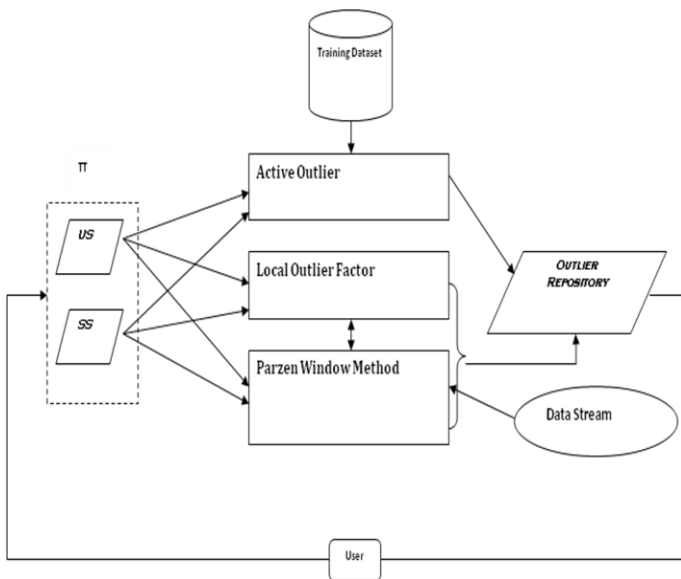 Training Dataset
π
Active Outlier
US
Local Outlier Factor
OUTLIER
REPOSITORY
SS
Parzen Window Method
Data Stream
User